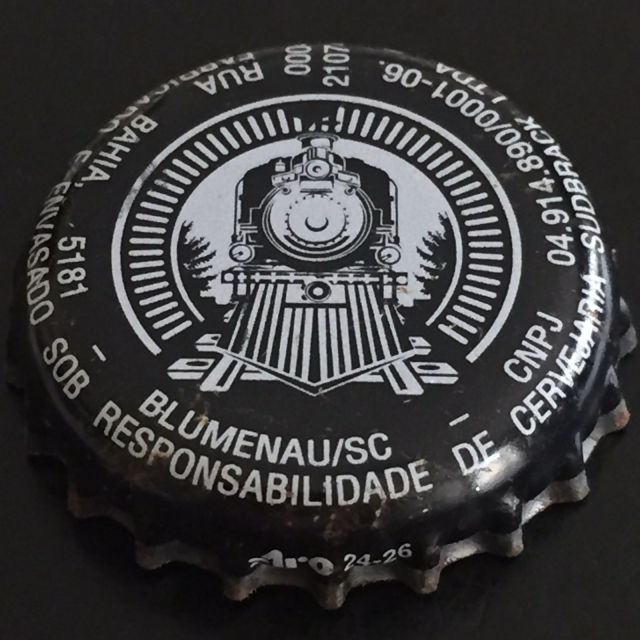 FABRICADO E ENVASADO SOB RESPONSABILIDADE DE CERVEJARIA SUDBRACK LTDA
RUA BAHIA, 5181 – BLUMENAU/SC – CNPJ 04.914.890/0001-06.
Aro 24-26